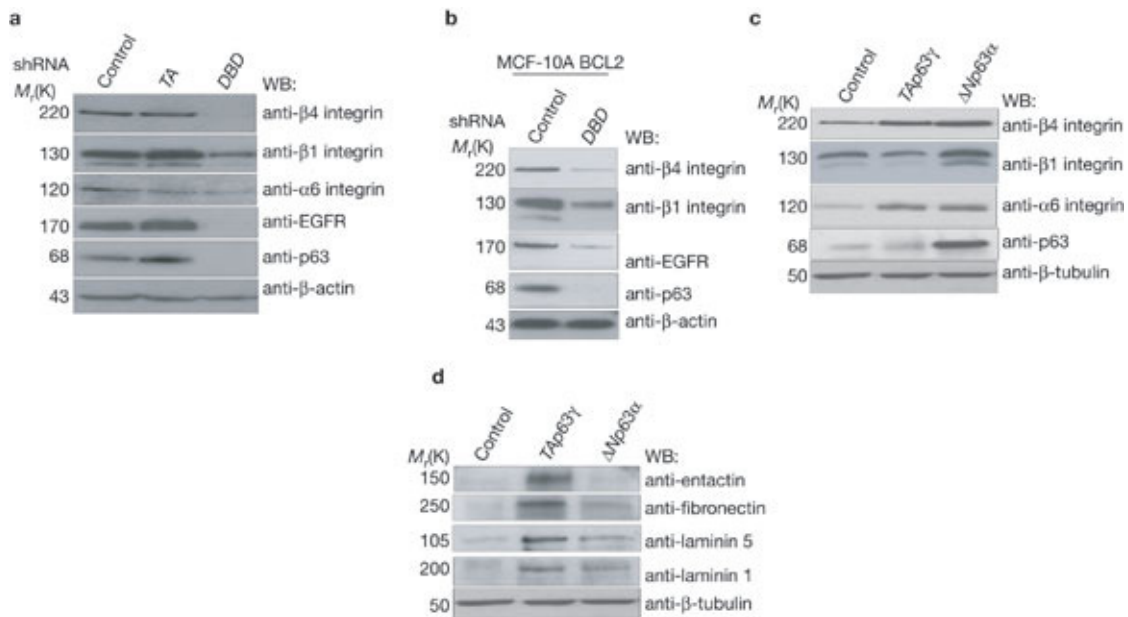 a
shRNA Control TA DBD
Mr(K) WB:
220 anti-β4 integrin
130 anti-β1 integrin
120 anti-α6 integrin
170 anti-EGFR
68 anti-p63
43 anti-β-actin
b
MCF-10A BCL2
shRNA Control DBD
Mr(K) WB:
220 anti-β4 integrin
130 anti-β1 integrin
170 anti-EGFR
68 anti-p63
43 anti-β-actin
c
Control TAp63γ ΔNp63α
Mr(K) WB:
220 anti-β4 integrin
130 anti-β1 integrin
120 anti-α6 integrin
68 anti-p63
50 anti-β-tubulin
d
Control TAp63γ ΔNp63α
Mr(K) WB:
150 anti-entactin
250 anti-fibronectin
105 anti-laminin 5
200 anti-laminin 1
50 anti-β-tubulin